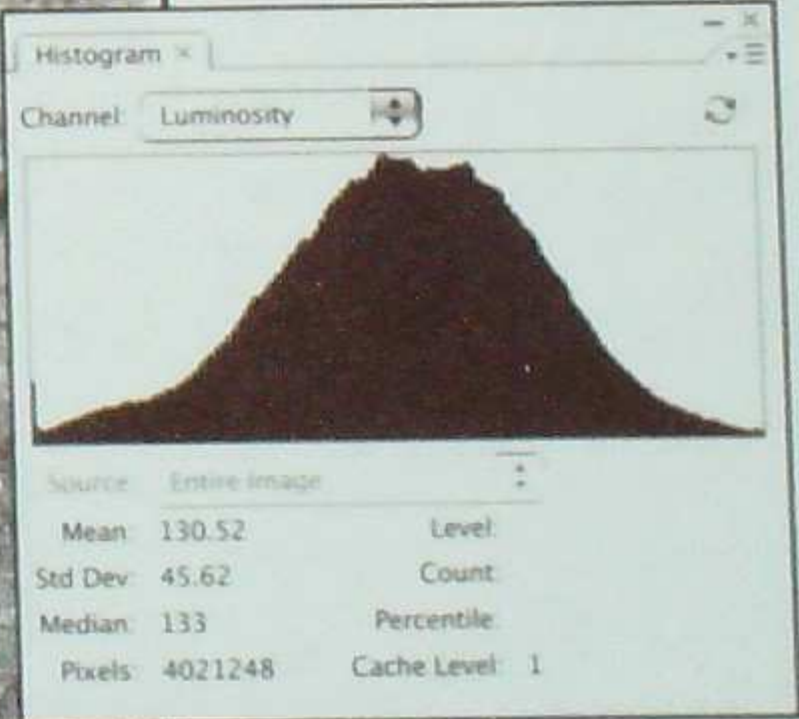 Histogram
Channel: Luminosity
Source: Entire Image
Mean: 130.52 Level:
Std Dev: 45.62 Count:
Median: 133 Percentile:
Pixels: 4021248 Cache Level: 1